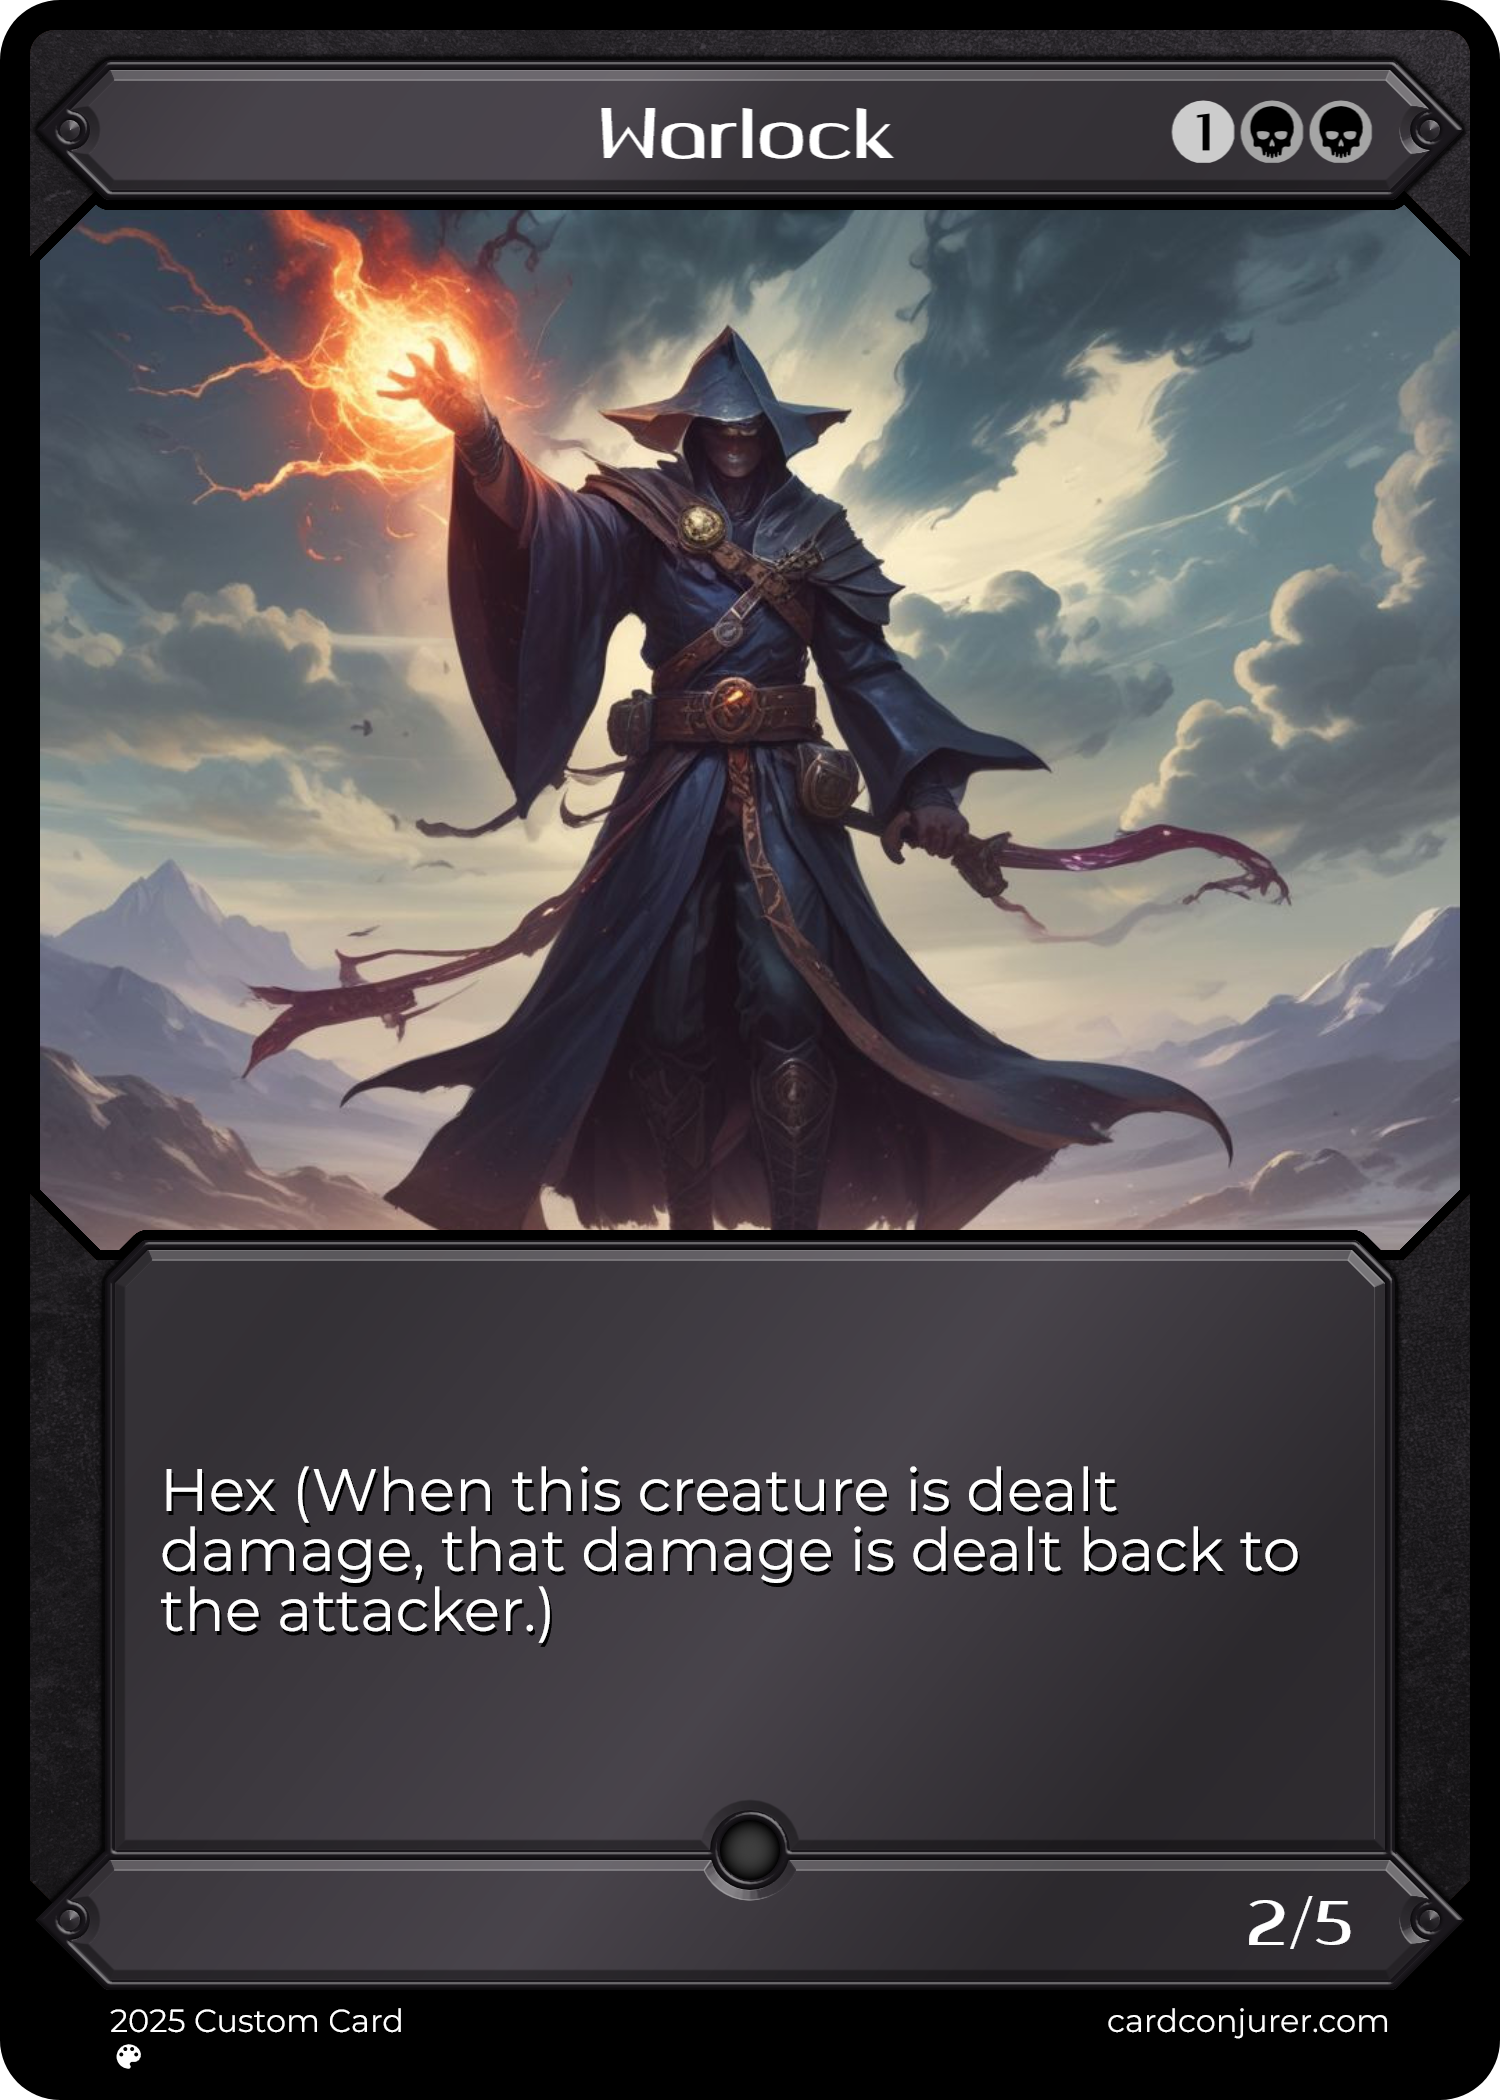 Warlock 1
Hex (When this creature is dealt
damage, that damage is dealt back to
the attacker.)
2/5
2025 Custom Card cardconjurer.com